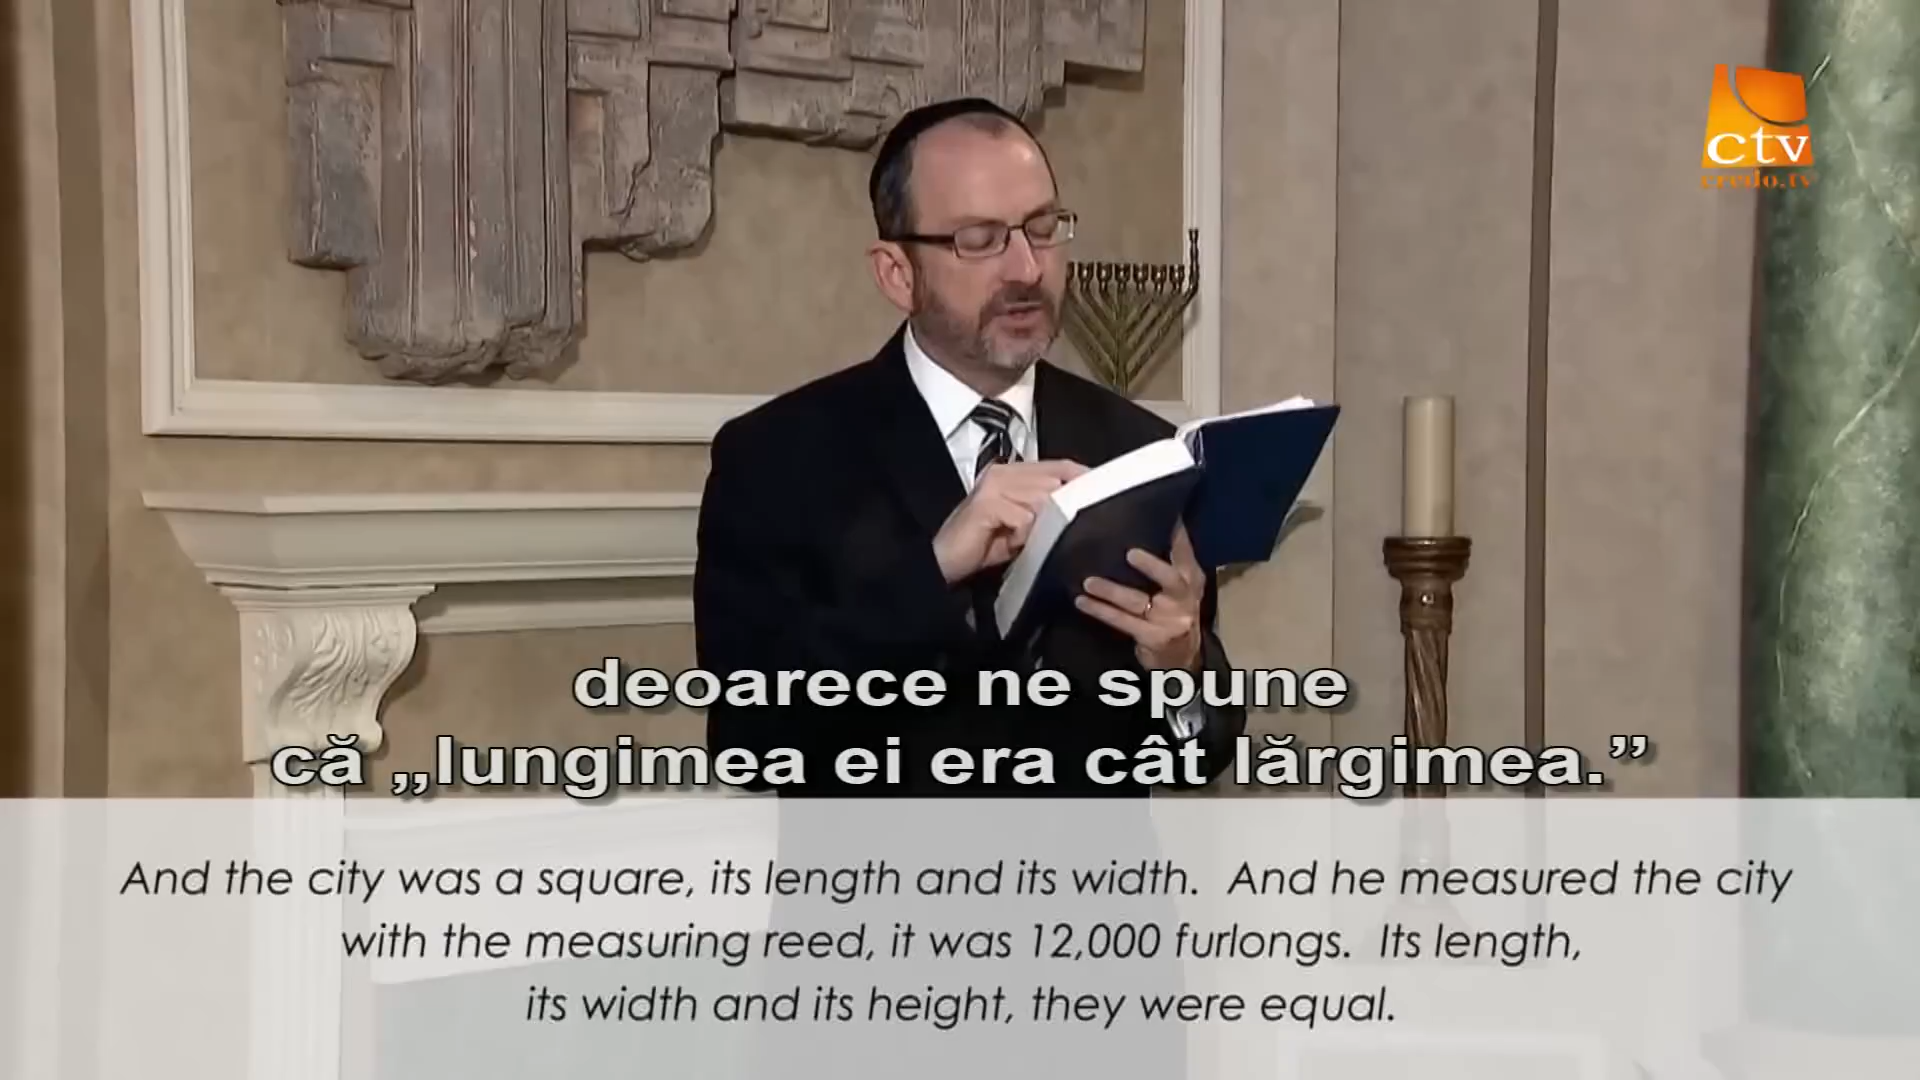 ctv
credo.tv
deoarece ne spune
că „lungimea ei era cât lărgimea.”
And the city was a square, its length and its width. And he measured the city
with the measuring reed, it was 12,000 furlongs. Its length,
its width and its height, they were equal.